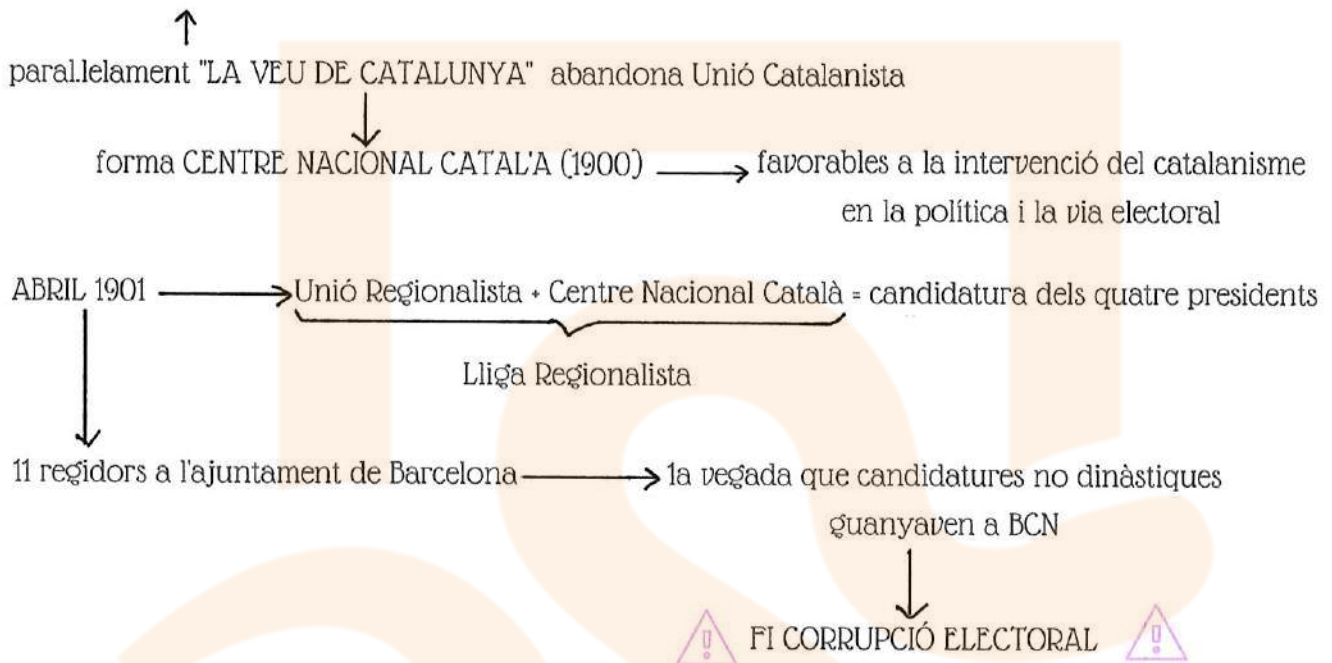 paral.lelament "LA VEU DE CATALUNYA" abandona Unió Catalanista
forma CENTRE NACIONAL CATAL'A (1900) favorables a la intervenció del catalanisme
en la política i la via electoral
ABRIL 1901 Unió Regionalista + Centre Nacional Català = candidatura dels quatre presidents
Lliga Regionalista
11 regidors a l'ajuntament de Barcelona 1a vegada que candidatures no dinàstiques
guanyaven a BCN
FI CORRUPCIÓ ELECTORAL